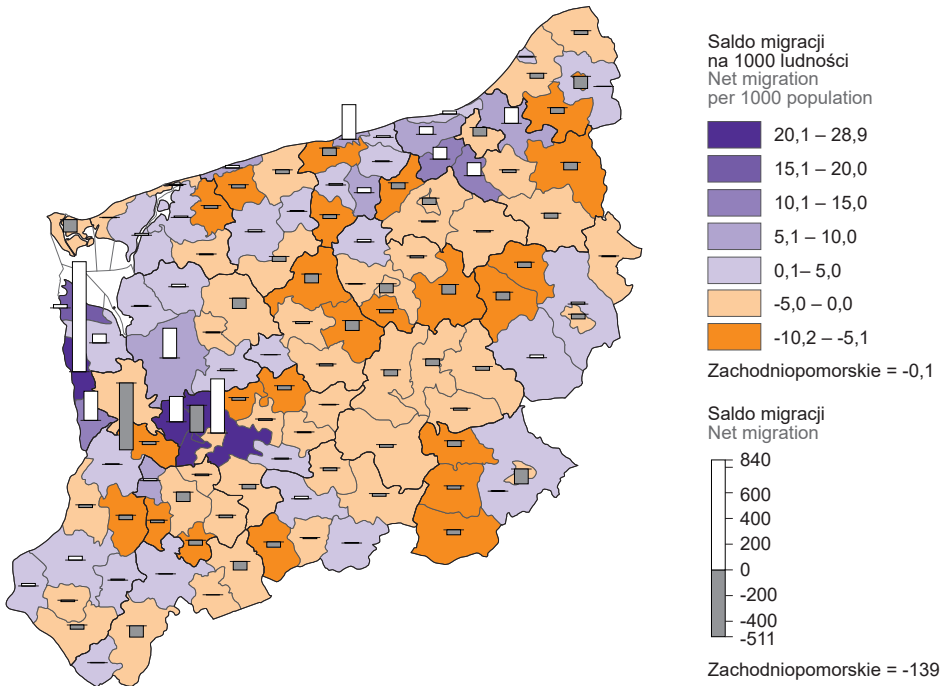 Saldo migracji
na 1000 ludności
Net migration
per 1000 population
20,1 – 28,9
15,1 – 20,0
10,1 – 15,0
5,1 – 10,0
0,1– 5,0
-5,0 – 0,0
-10,2 – -5,1
Zachodniopomorskie = -0,1
Saldo migracji
Net migration
840
600
400
200
0
-200
-400
-511
Zachodniopomorskie = -139